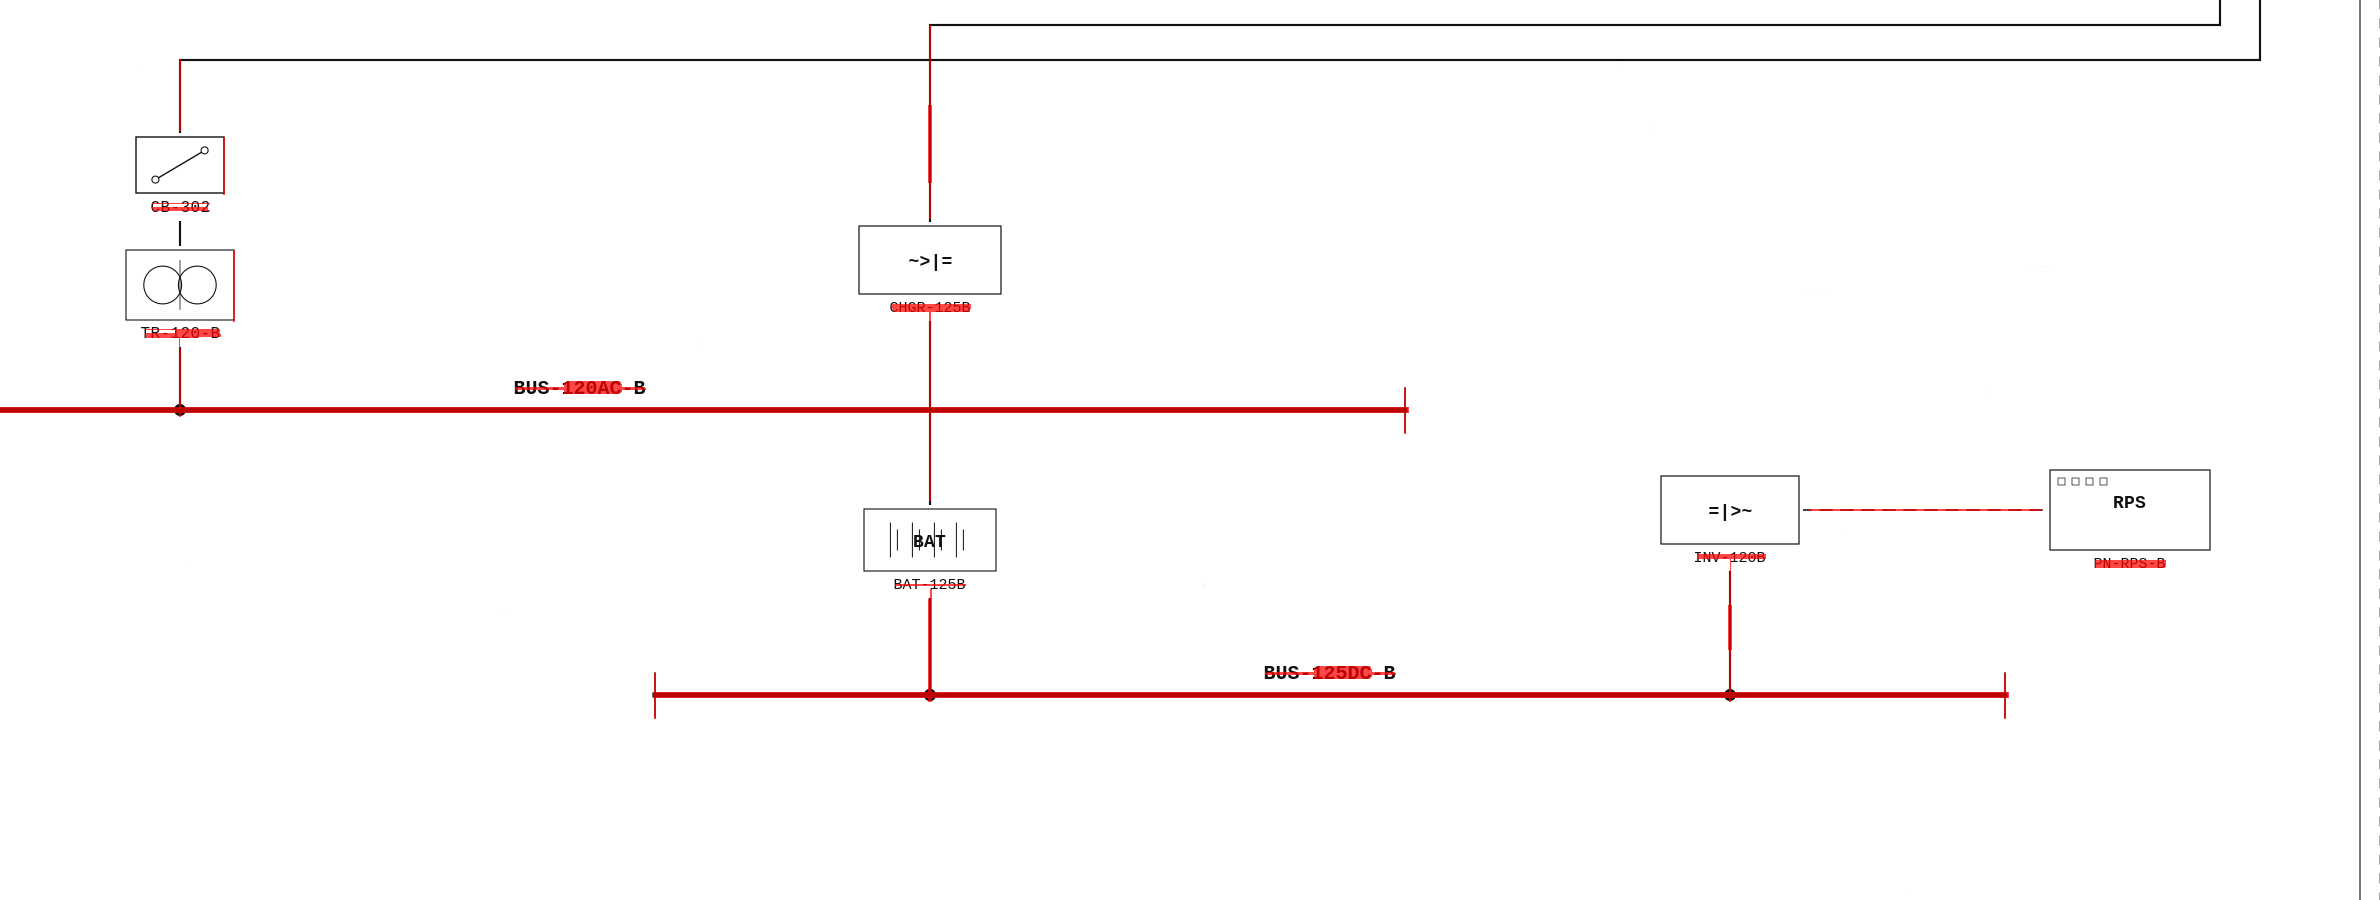 CB-302
~>|=
CHGR-125B
TR-120-B
BUS-120AC-B
BAT
BAT-125B
=|>~
INV-120B
RPS
PN-RPS-B
BUS-125DC-B